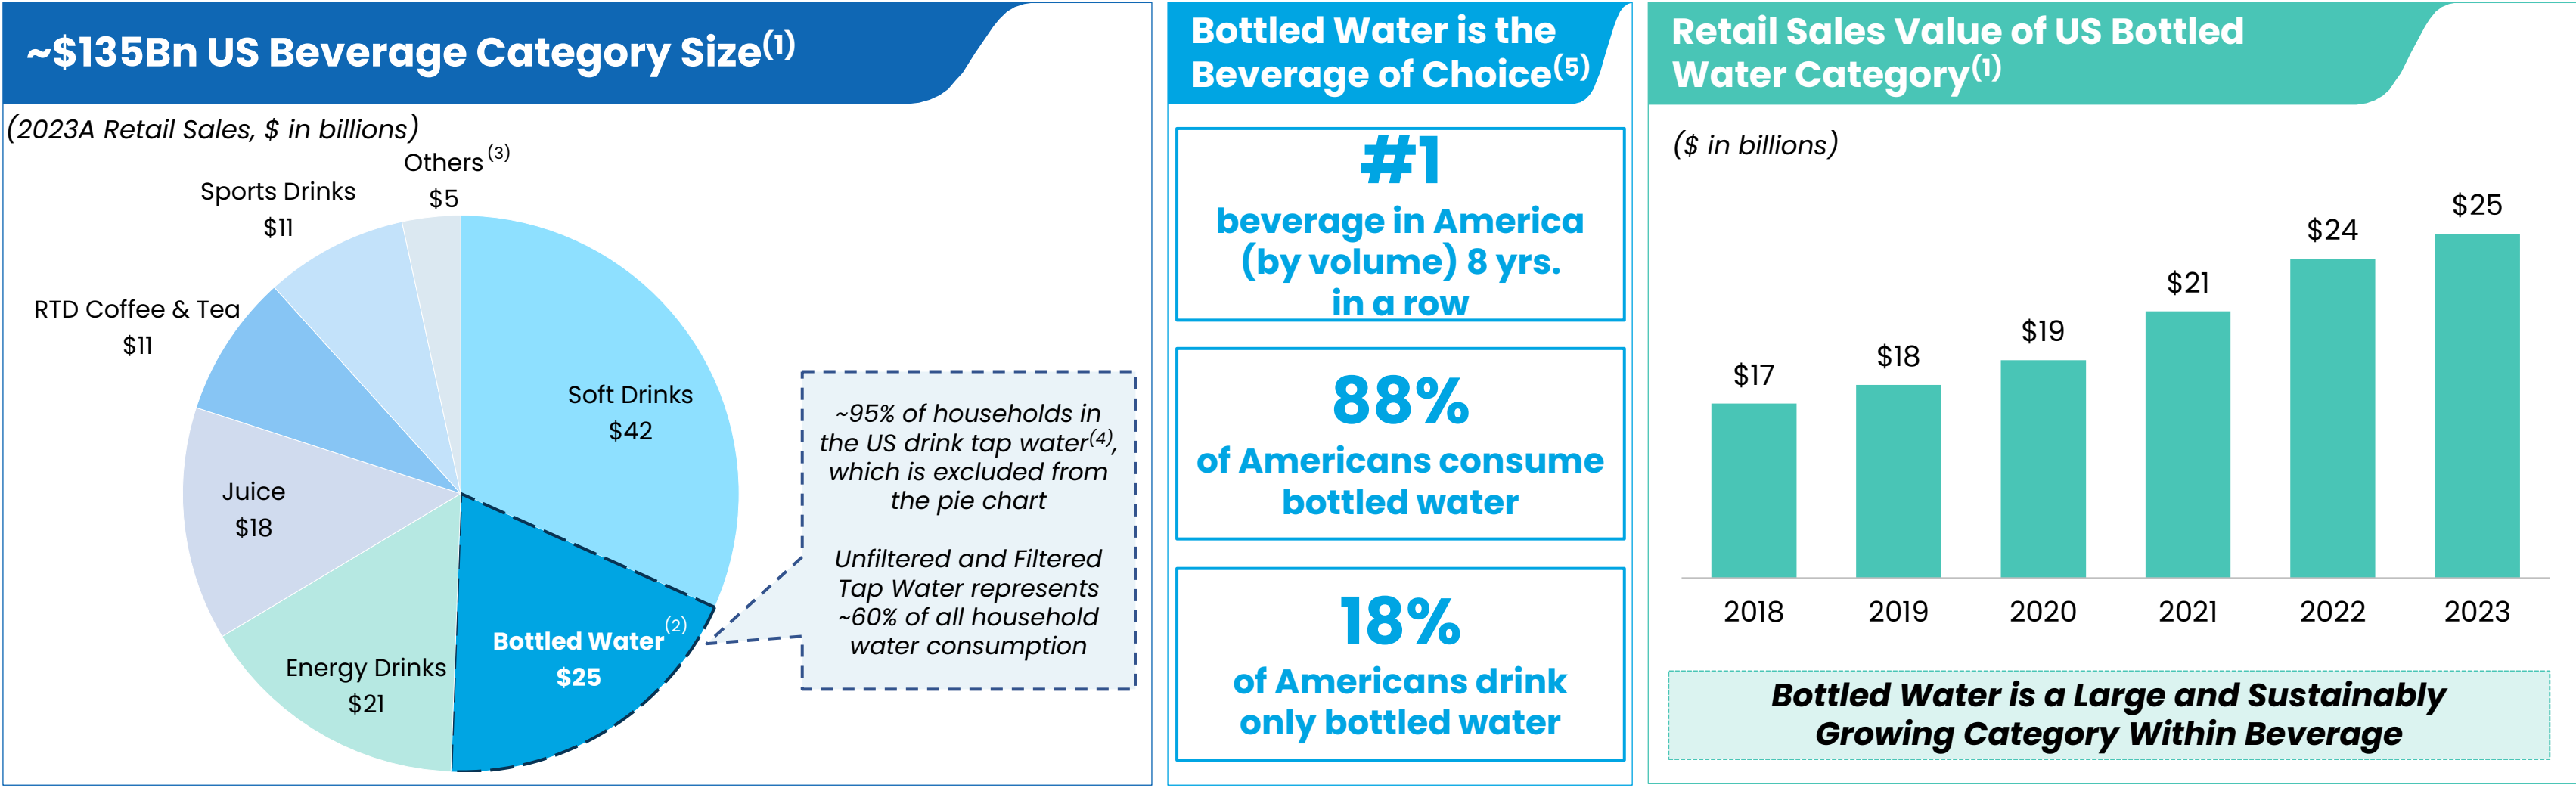 ~$135Bn US Beverage Category Size(1)
(2023A Retail Sales, $ in billions)
Others(3)
$5
Sports Drinks
$11
RTD Coffee & Tea
$11
Soft Drinks
$42
Juice
$18
Energy Drinks
$21
Bottled Water(2)
$25
~95% of households in
the US drink tap water(4),
which is excluded from
the pie chart
Unfiltered and Filtered
Tap Water represents
~60% of all household
water consumption
Bottled Water is the
Beverage of Choice(5)
#1
beverage in America
(by volume) 8 yrs.
in a row
88%
of Americans consume
bottled water
18%
of Americans drink
only bottled water
Retail Sales Value of US Bottled
Water Category(1)
($ in billions)
$17
$18
$19
$21
$24
$25
2018
2019
2020
2021
2022
2023
Bottled Water is a Large and Sustainably
Growing Category Within Beverage